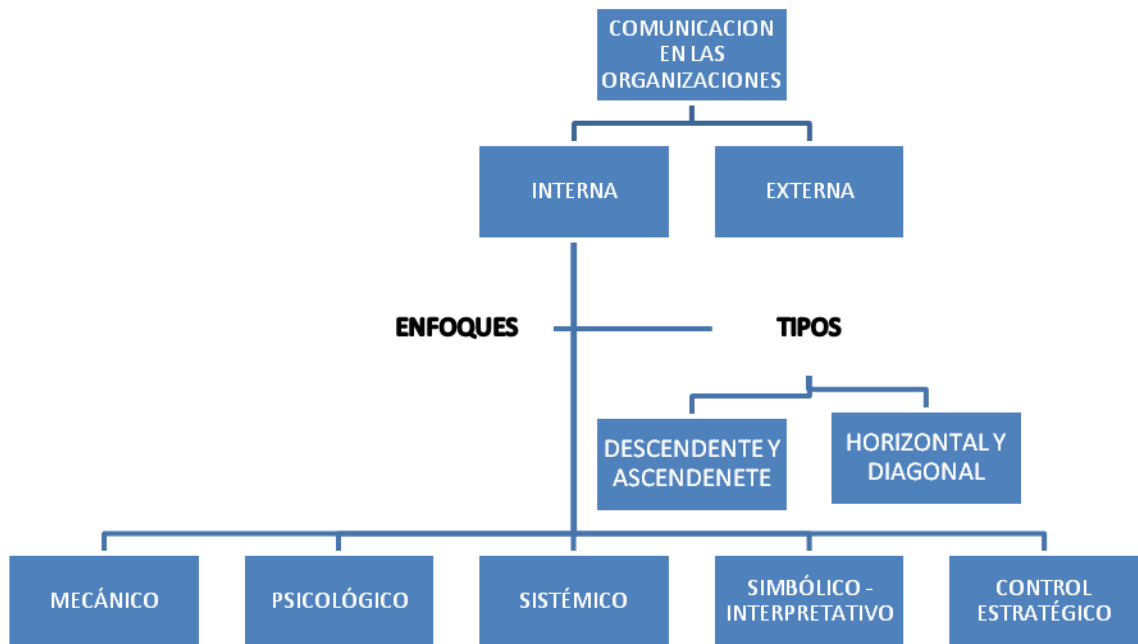 COMUNICACION
EN LAS
ORGANIZACIONES
INTERNA
EXTERNA
ENFOQUES
TIPOS
DESCENDENTE Y
ASCENDENETE
HORIZONTAL Y
DIAGONAL
MECÁNICO
PSICOLÓGICO
SISTÉMICO
SIMBÓLICO -
INTERPRETATIVO
CONTROL
ESTRATÉGICO